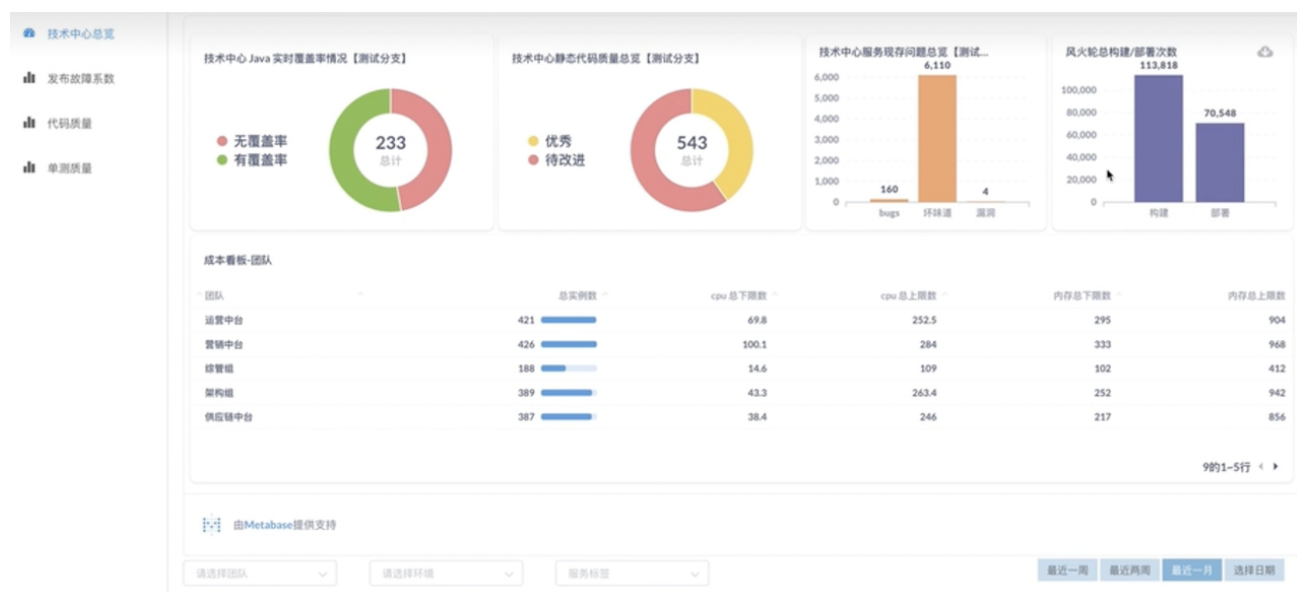 技术中心总览
发布故障系数
代码质量
单测质量
技术中心 Java 实时覆盖率情况【测试分支】
无覆盖率
有覆盖率
233
总计
技术中心静态代码质量总览【测试分支】
优秀
待改进
543
总计
技术中心服务现存问题总览【测试...
6,110
6,000
5,000
4,000
3,000
2,000
1,000
0
160
4
bugs 坏味道 漏洞
风火轮总构建/部署次数
113,818
100,000
80,000
60,000
40,000
20,000
0
70,548
构建 部署
成本看板-团队
团队 总实例数 cpu 总下限数 cpu 总上限数 内存总下限数 内存总上限数
运营中台 421 69.8 252.5 295 904
营销中台 426 100.1 284 333 968
综管组 188 14.6 109 102 412
架构组 389 43.3 263.4 252 942
供应链中台 387 38.4 246 217 856
9的1-5行
由Metabase提供支持
请选择团队 请选择环境 服务标签 最近一周 最近两周 最近一月 选择日期